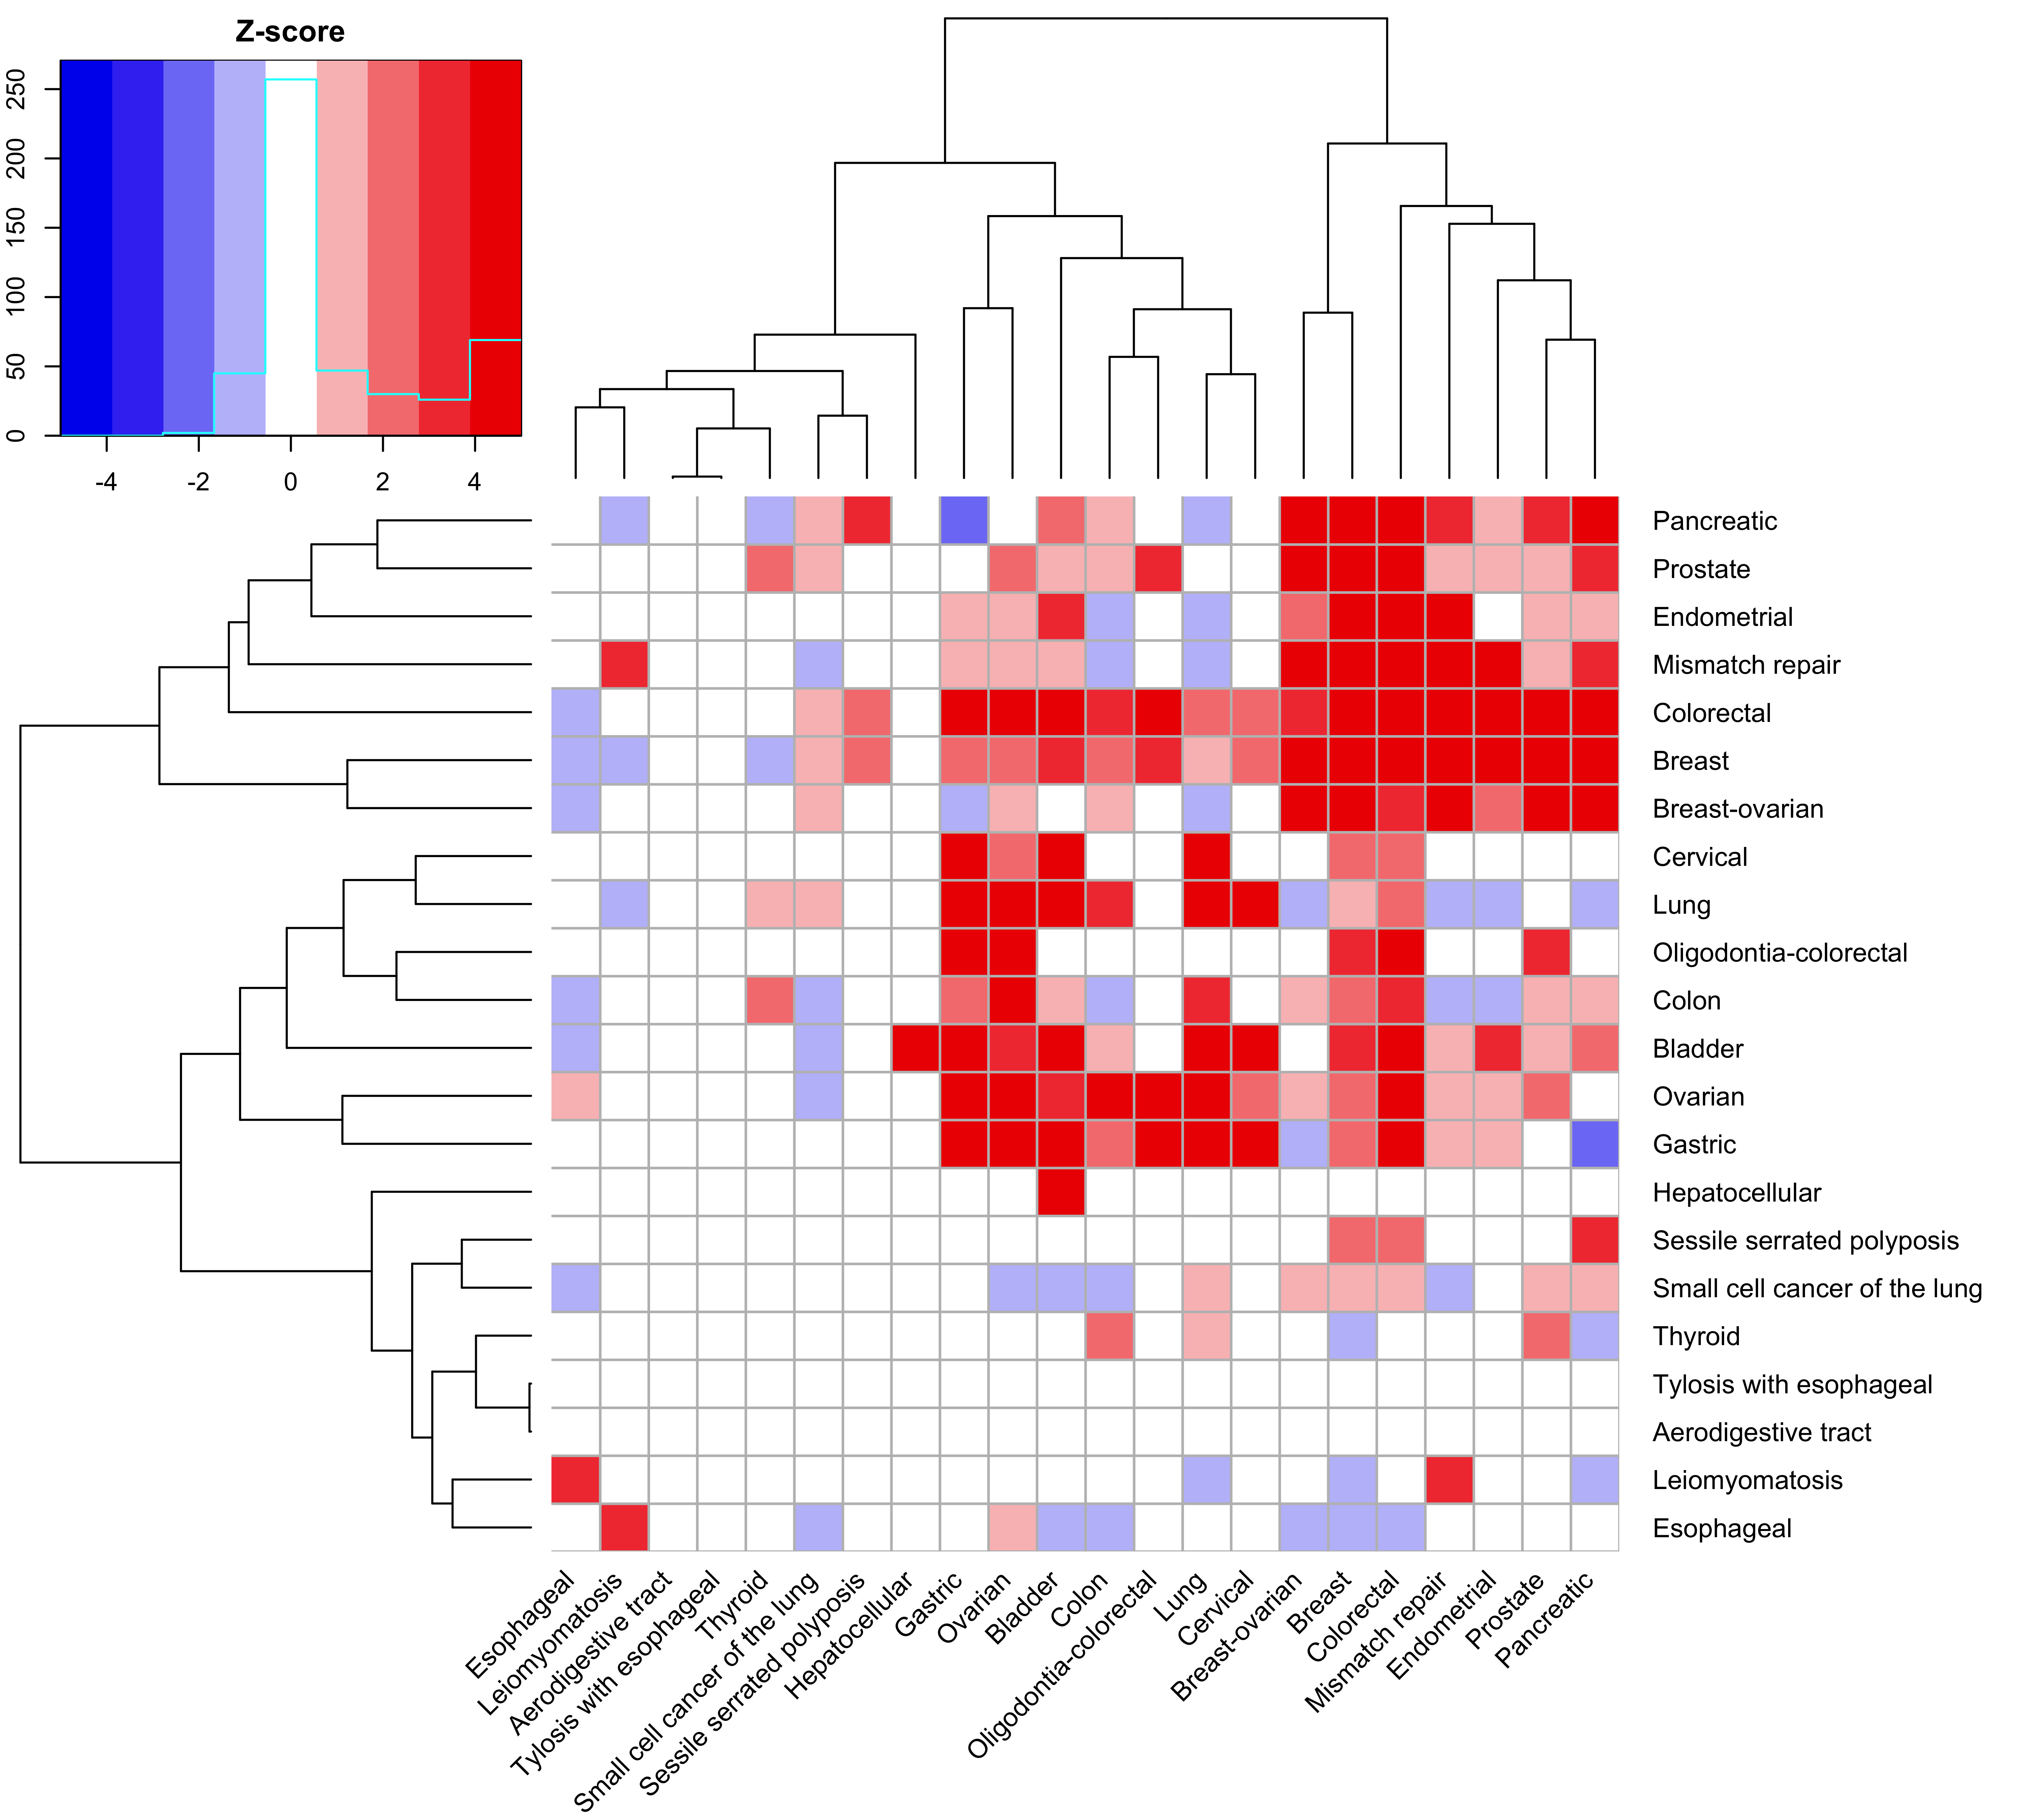 Z-score
250
200
150
100
50
0
-4 -2 0 2 4
Pancreatic
Prostate
Endometrial
Mismatch repair
Colorectal
Breast
Breast-ovarian
Cervical
Lung
Oligodontia-colorectal
Colon
Bladder
Ovarian
Gastric
Hepatocellular
Sessile serrated polyposis
Small cell cancer of the lung
Thyroid
Tylosis with esophageal
Aerodigestive tract
Leiomyomatosis
Esophageal
Esophageal
Leiomyomatosis
Aerodigestive tract
Tylosis with esophageal
Thyroid
Small cell cancer of the lung
Sessile serrated polyposis
Hepatocellular
Gastric
Ovarian
Bladder
Colon
Oligodontia-colorectal
Lung
Cervical
Breast-ovarian
Breast
Colorectal
Mismatch repair
Endometrial
Prostate
Pancreatic